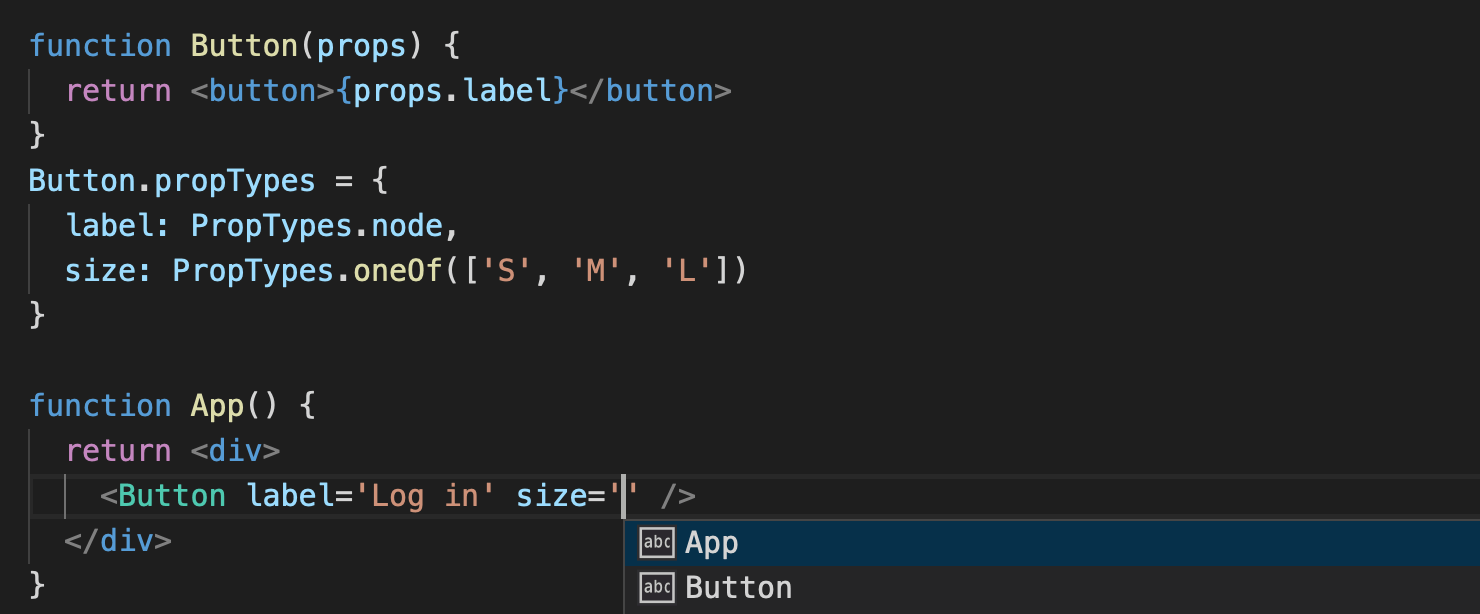 function Button(props) {
  return <button>{props.label}</button>
}
Button.propTypes = {
  label: PropTypes.node,
  size: PropTypes.oneOf(['S', 'M', 'L'])
}

function App() {
  return <div>
    <Button label='Log in' size='' />
  </div>
abc App
abc Button
}